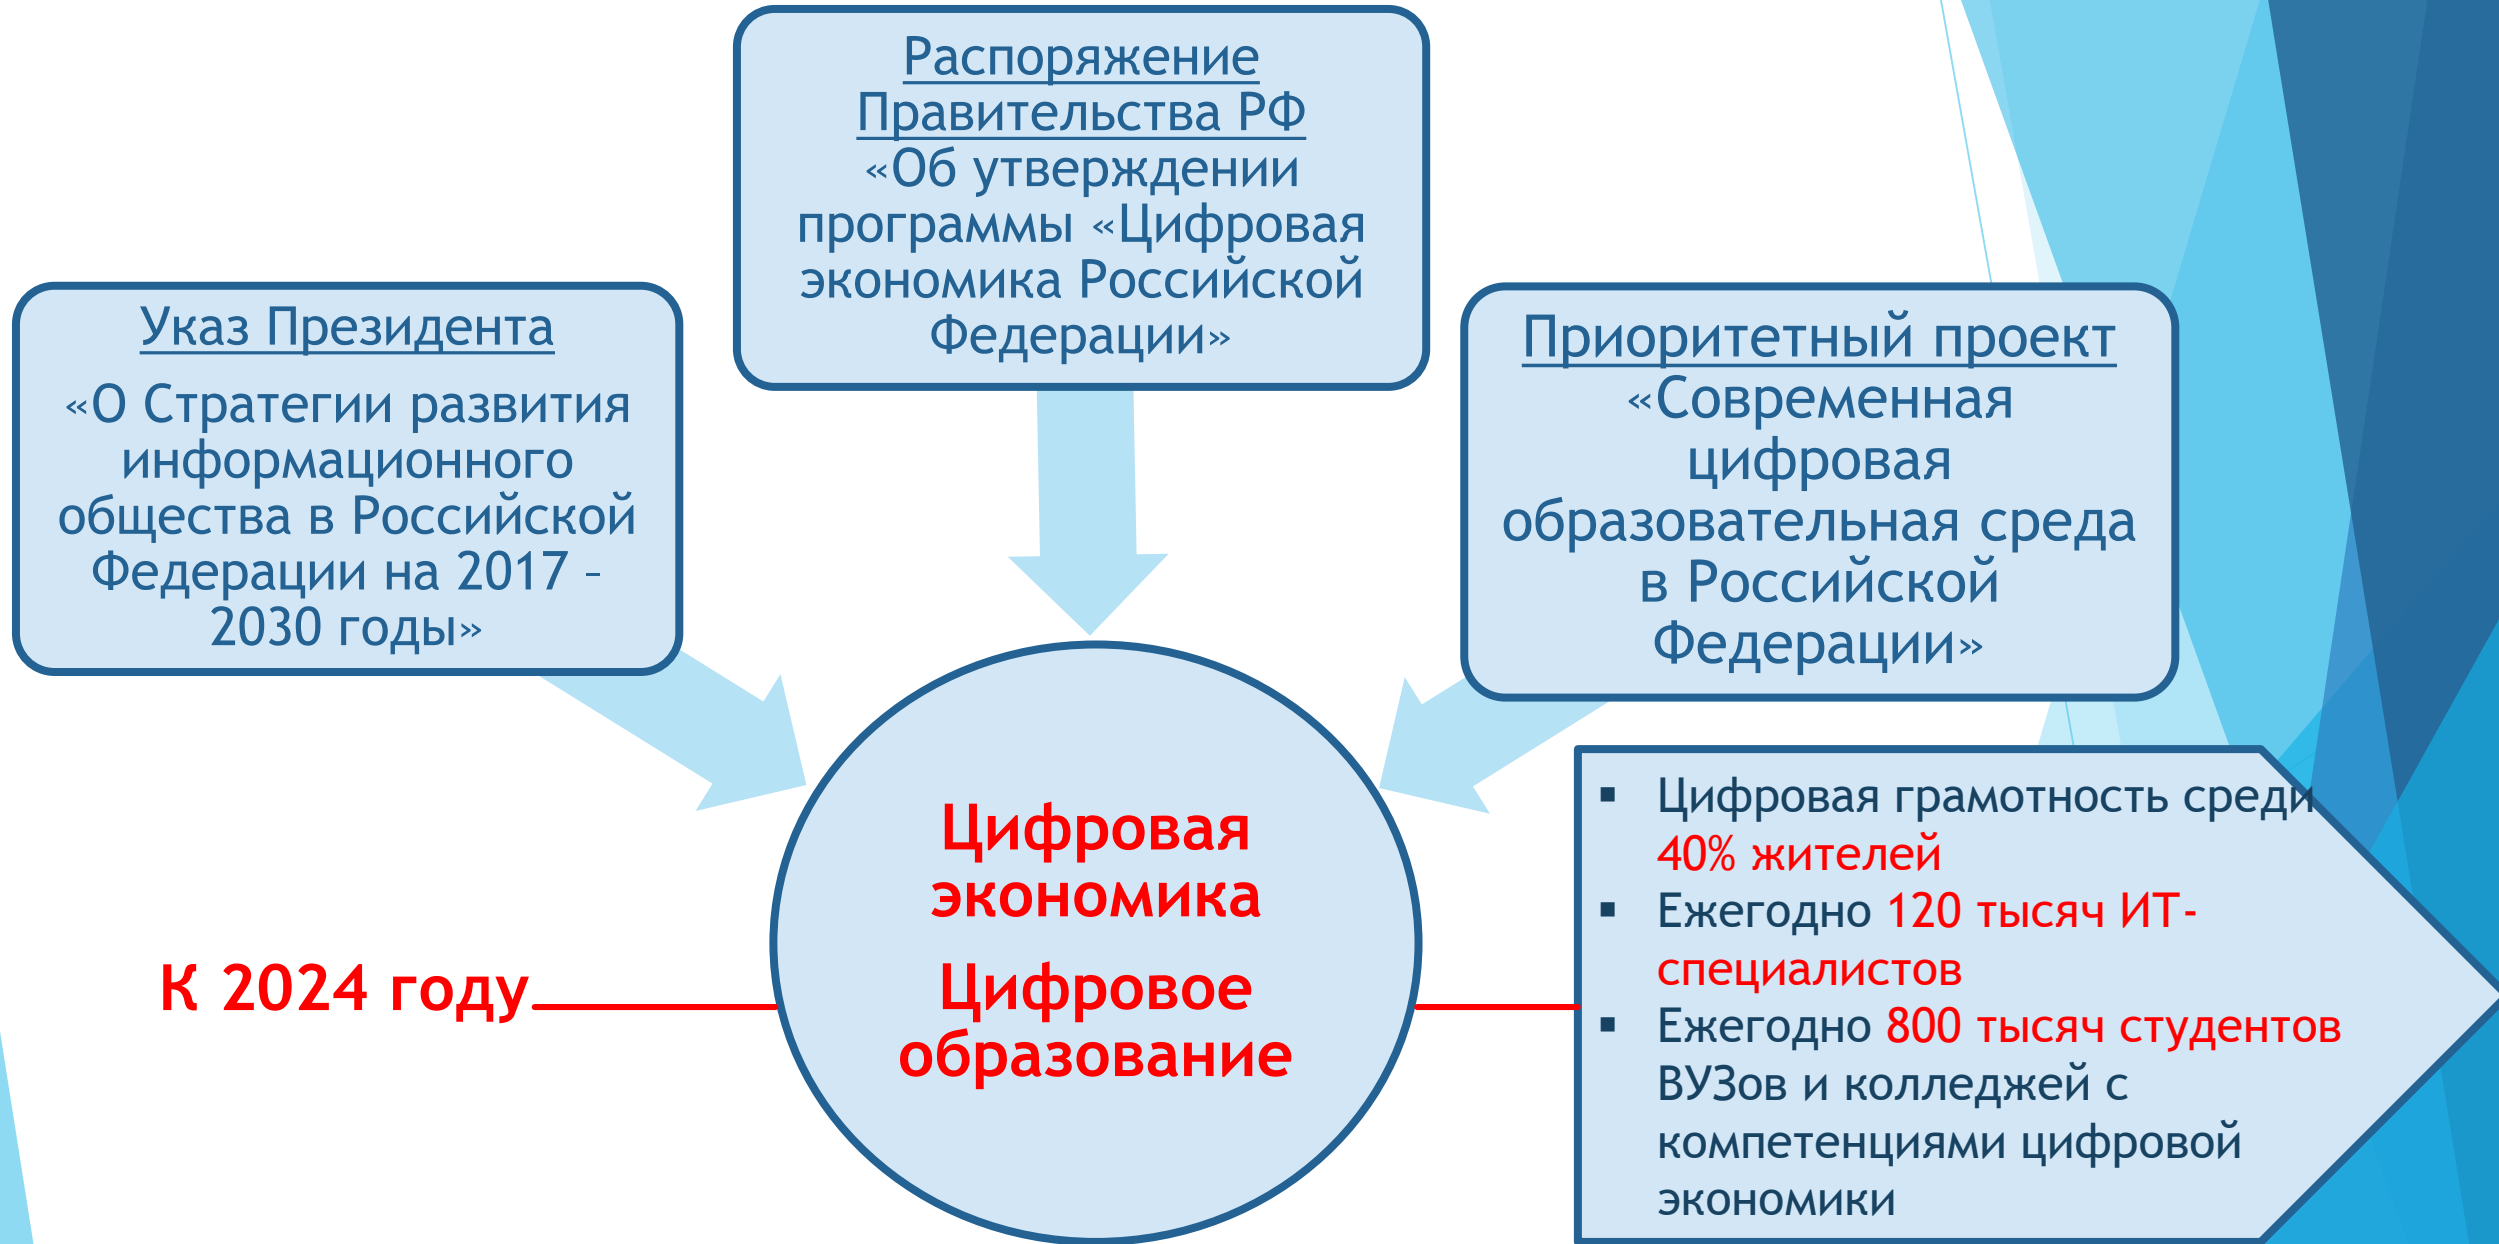 Распоряжение
Правительства РФ
«Об утверждении
программы «Цифровая
экономика Российской
Федерации»
Указ Президента
«О Стратегии развития
информационного
общества в Российской
Федерации на 2017 –
2030 годы»
Приоритетный проект
«Современная
цифровая
образовательная среда
в Российской
Федерации»
Цифровая
экономика
Цифровое
образование
К 2024 году
▪ Цифровая грамотность среди
40% жителей
▪ Ежегодно 120 тысяч ИТ-
специалистов
▪ Ежегодно 800 тысяч студентов
ВУЗов и колледжей с
компетенциями цифровой
экономики